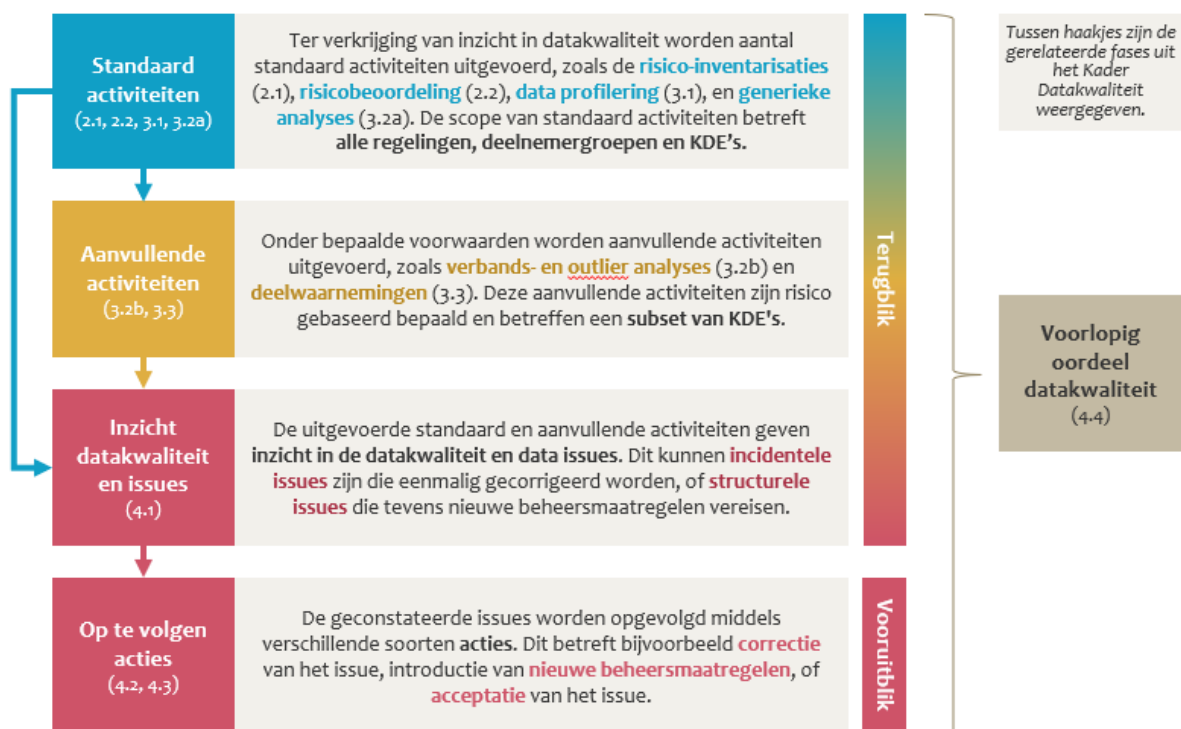 Standaard
activiteiten
(2.1, 2.2, 3.1, 3.2a)
Ter verkrijging van inzicht in datakwaliteit worden aantal
standaard activiteiten uitgevoerd, zoals de risico-inventarisaties
(2.1), risicobeoordeling (2.2), data profilering (3.1), en generieke
analyses (3.2a). De scope van standaard activiteiten betreft
alle regelingen, deelnemergroepen en KDE's.
Aanvullende
activiteiten
(3.2b, 3.3)
Onder bepaalde voorwaarden worden aanvullende activiteiten
uitgevoerd, zoals verbands- en outlier analyses (3.2b) en
deelwaarnemingen (3.3). Deze aanvullende activiteiten zijn risico
gebaseerd bepaald en betreffen een subset van KDE's.
Inzicht
datakwaliteit
en issues
(4.1)
De uitgevoerde standaard en aanvullende activiteiten geven
inzicht in de datakwaliteit en data issues. Dit kunnen incidentele
issues zijn die eenmalig gecorrigeerd worden, of structurele
issues die tevens nieuwe beheersmaatregelen vereisen.
Op te volgen
acties
(4.2, 4.3)
De geconstateerde issues worden opgevolgd middels
verschillende soorten acties. Dit betreft bijvoorbeeld correctie
van het issue, introductie van nieuwe beheersmaatregelen, of
acceptatie van het issue.
Terugblik
Vooruitblik
Tussen haakjes zijn de
gerelateerde fases uit
het Kader
Datakwaliteit
weergegeven.
Voorlopig
oordeel
datakwaliteit
(4.4)